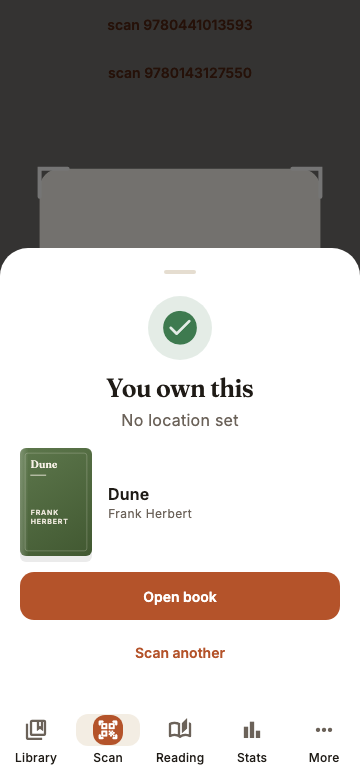 scan 9780441013593
scan 9780143127550
You own this
No location set
Dune
FRANK
HERBERT
Dune
Frank Herbert
Open book
Scan another
Library
Scan
Reading
Stats
More